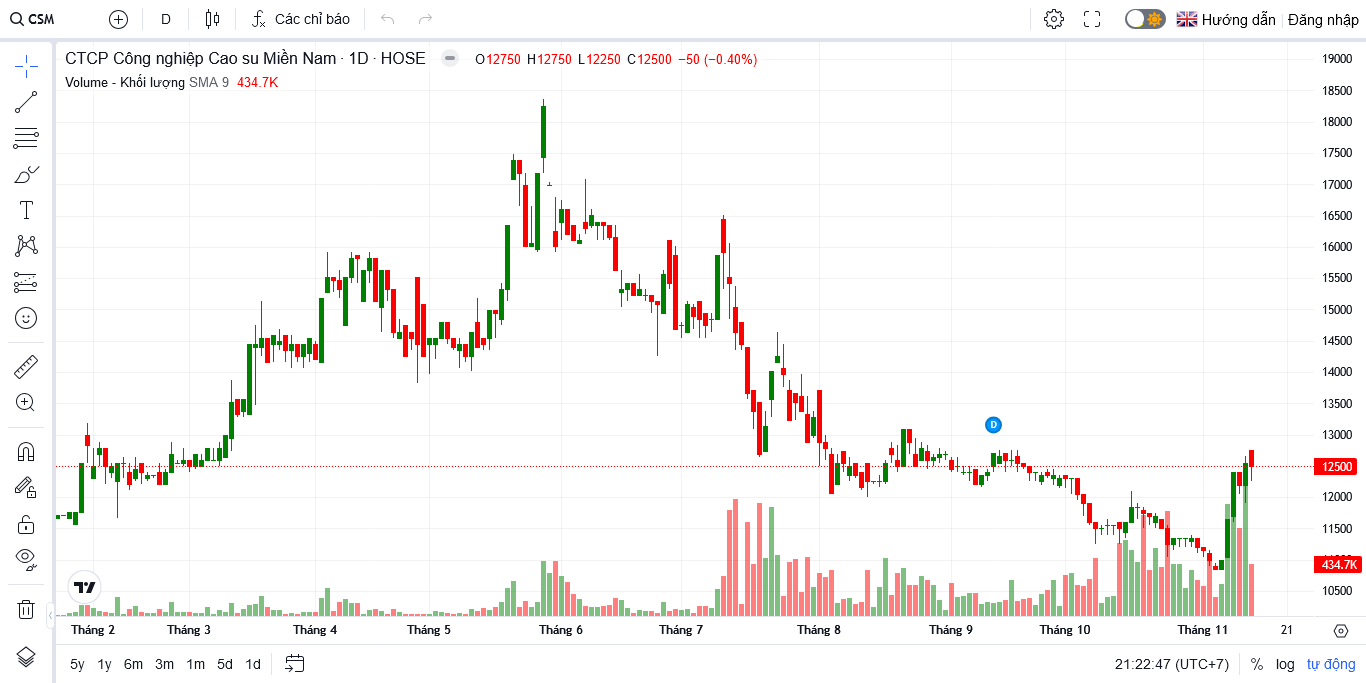 CSM D Các chỉ báo Hướng dẫn Đăng nhập
CTCP Công nghiệp Cao su Miền Nam · 1D · HOSE O12750 H12750 L12250 C12500 −50 (−0.40%)
Volume - Khối lượng SMA 9 434.7K
19000
18500
18000
17500
17000
16500
16000
15500
15000
14500
14000
13500
D
13000
12500
12000
11500
434.7K
10500
Tháng 2 Tháng 3 Tháng 4 Tháng 5 Tháng 6 Tháng 7 Tháng 8 Tháng 9 Tháng 10 Tháng 11 21
5y 1y 6m 3m 1m 5d 1d 21:22:47 (UTC+7) % log tự động